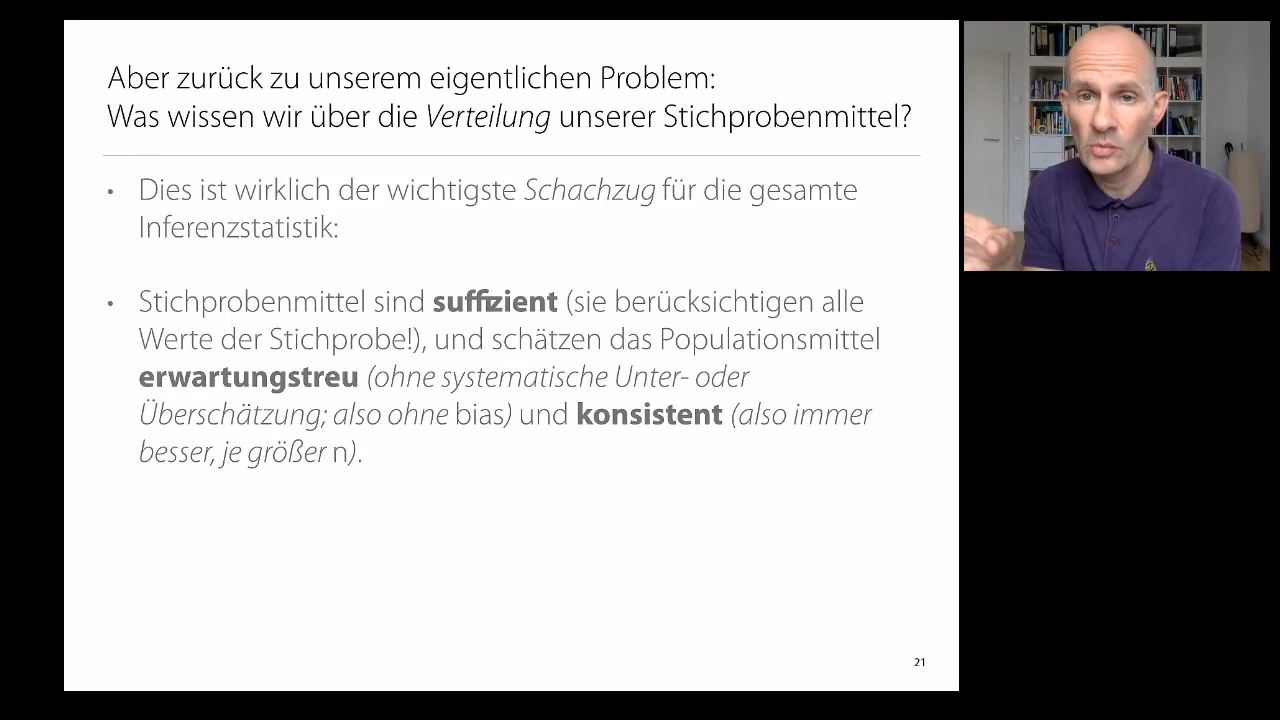 Aber zurück zu unserem eigentlichen Problem:
Was wissen wir über die Verteilung unserer Stichprobenmittel?
• Dies ist wirklich der wichtigste Schachzug für die gesamte
Inferenzstatistik:
• Stichprobenmittel sind suffizient (sie berücksichtigen alle
Werte der Stichprobe!), und schätzen das Populationsmittel
erwartungstreu (ohne systematische Unter- oder
Überschätzung; also ohne bias) und konsistent (also immer
besser, je größer n).
21